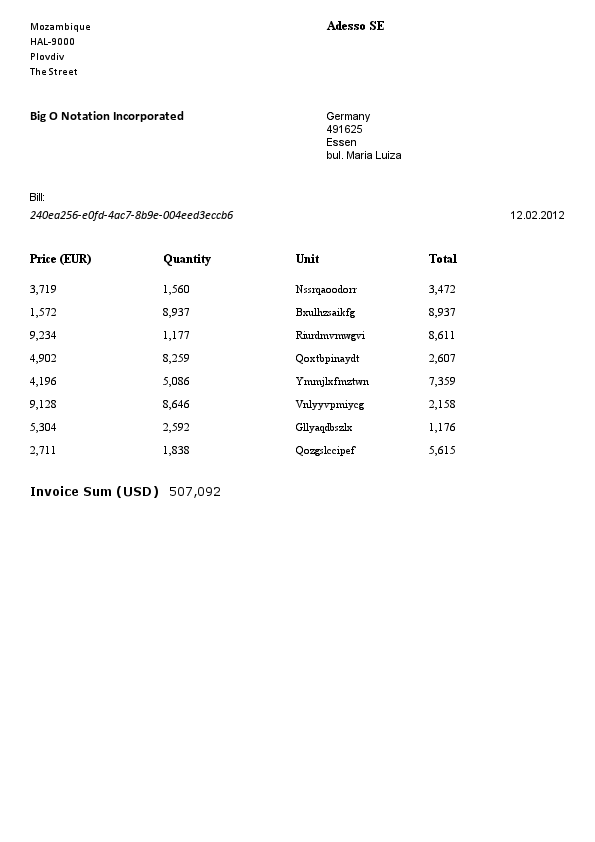 Mozambique
HAL-9000
Plovdiv
The Street
Adesso SE
Big O Notation Incorporated
Germany
491625
Essen
bul. Maria Luiza
Bill:
240ea256-e0fd-4ac7-8b9e-004eed3eccb6 12.02.2012
Price (EUR) Quantity Unit Total
3,719 1,560 Nssrqaoodorr 3,472
1,572 8,937 Bxulhzsaikfg 8,937
9,234 1,177 Riurdmvmwgvi 8,611
4,902 8,259 Qoxtbpinaydt 2,607
4,196 5,086 Ymmjlxfmztwn 7,359
9,128 8,646 Vnlyyvpmiycg 2,158
5,304 2,592 Gllyaqdbszlx 1,176
2,711 1,838 Qozgslccipef 5,615
Invoice Sum (USD) 507,092